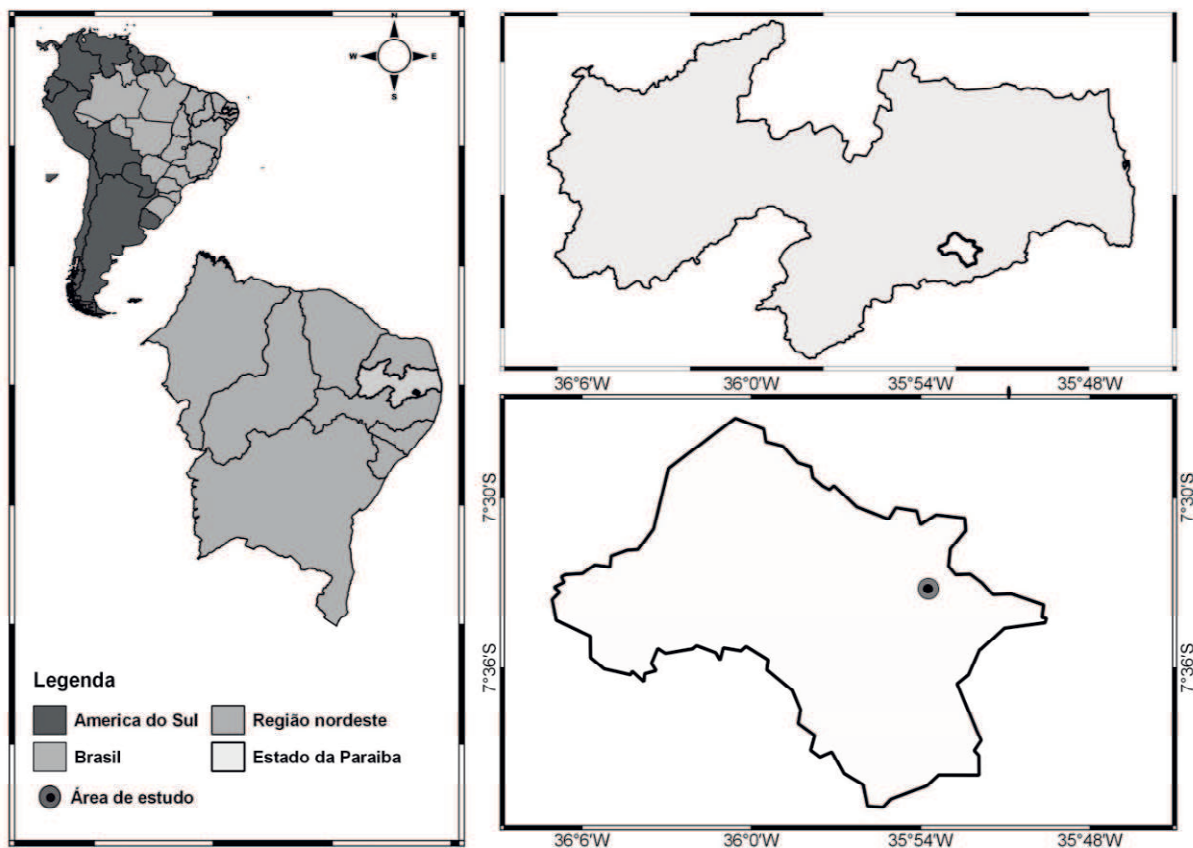 N
W E
S
Legenda
America do Sul
Região nordeste
Brasil
Estado da Paraiba
Área de estudo
36°6'W 36°0'W 35°54'W 35°48'W
7°30'S 7°30'S
7°36'S 7°36'S
36°6'W 36°0'W 35°54'W 35°48'W